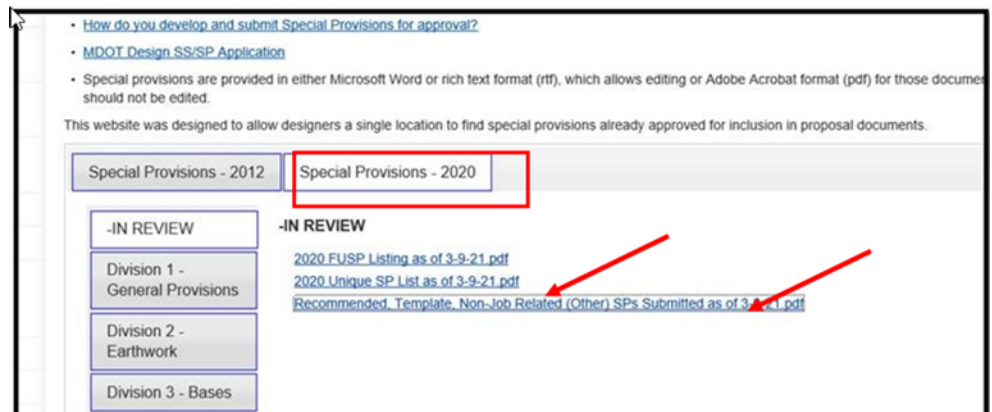 How do you develop and submit Special Provisions for approval?
MDOT Design SS/SP Application
Special provisions are provided in either Microsoft Word or rich text format (rtf), which allows editing or Adobe Acrobat format (pdf) for those
should not be edited.
This website was designed to allow designers a single location to find special provisions already approved for inclusion in proposal documents.
Special Provisions - 2012
Special Provisions - 2020
-IN REVIEW
-IN REVIEW
2020 FUSP Listing as of 3-9-21.pdf
Division 1 -
General Provisions
2020 Unique SP List as of 3-9-21.pdf
Recommended, Template, Non-Job Related (Other) SPs Submitted as of
Division 2 -
Earthwork
Division 3 - Bases